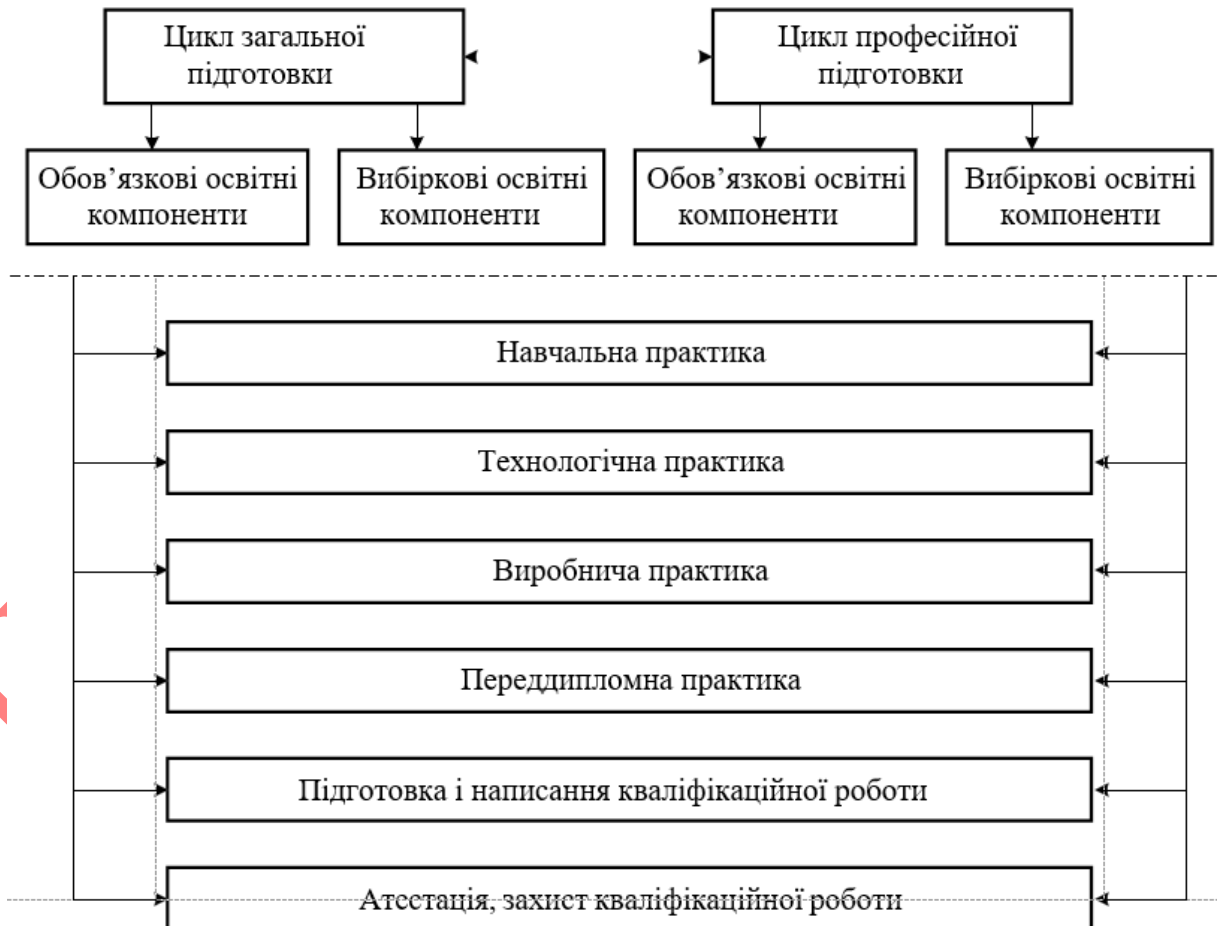 Цикл загальної
підготовки
Цикл професійної
підготовки
Обов’язкові освітні
компоненти
Вибіркові освітні
компоненти
Обов’язкові освітні
компоненти
Вибіркові освітні
компоненти
Навчальна практика
Технологічна практика
Виробнича практика
Переддипломна практика
Підготовка і написання кваліфікаційної роботи
Атестація, захист кваліфікаційної роботи